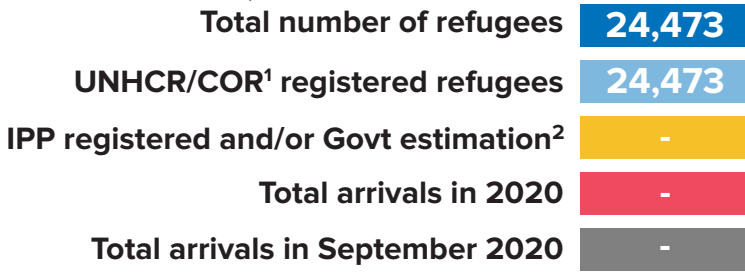 Total number of refugees 24,473
UNHCR/COR¹ registered refugees 24,473
IPP registered and/or Govt estimation² -
Total arrivals in 2020 -
Total arrivals in September 2020 -